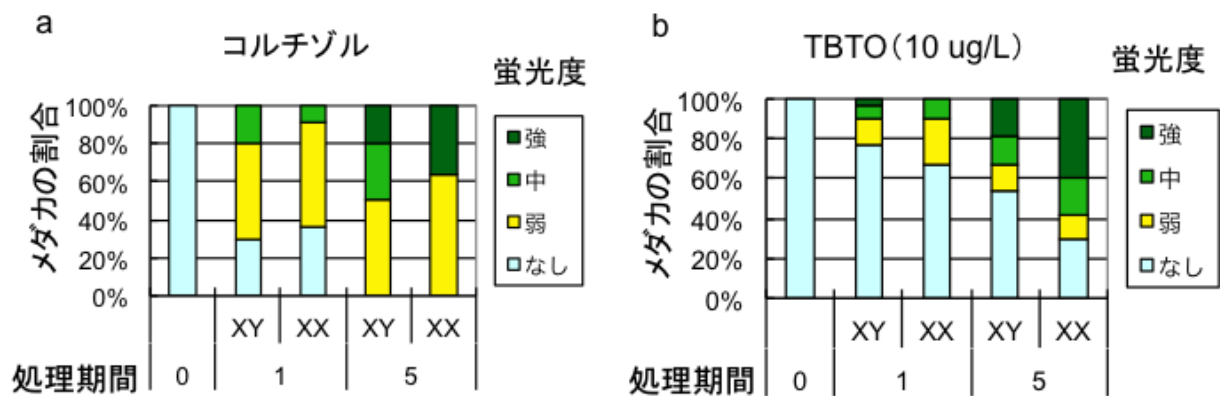 a
コルチゾル
メダカの割合
100%
80%
60%
40%
20%
0%
蛍光度
強
中
弱
なし
XY XX XY XX
処理期間 0 1 5
b
TBTO(10 ug/L)
メダカの割合
100%
80%
60%
40%
20%
0%
蛍光度
強
中
弱
なし
XY XX XY XX
処理期間 0 1 5